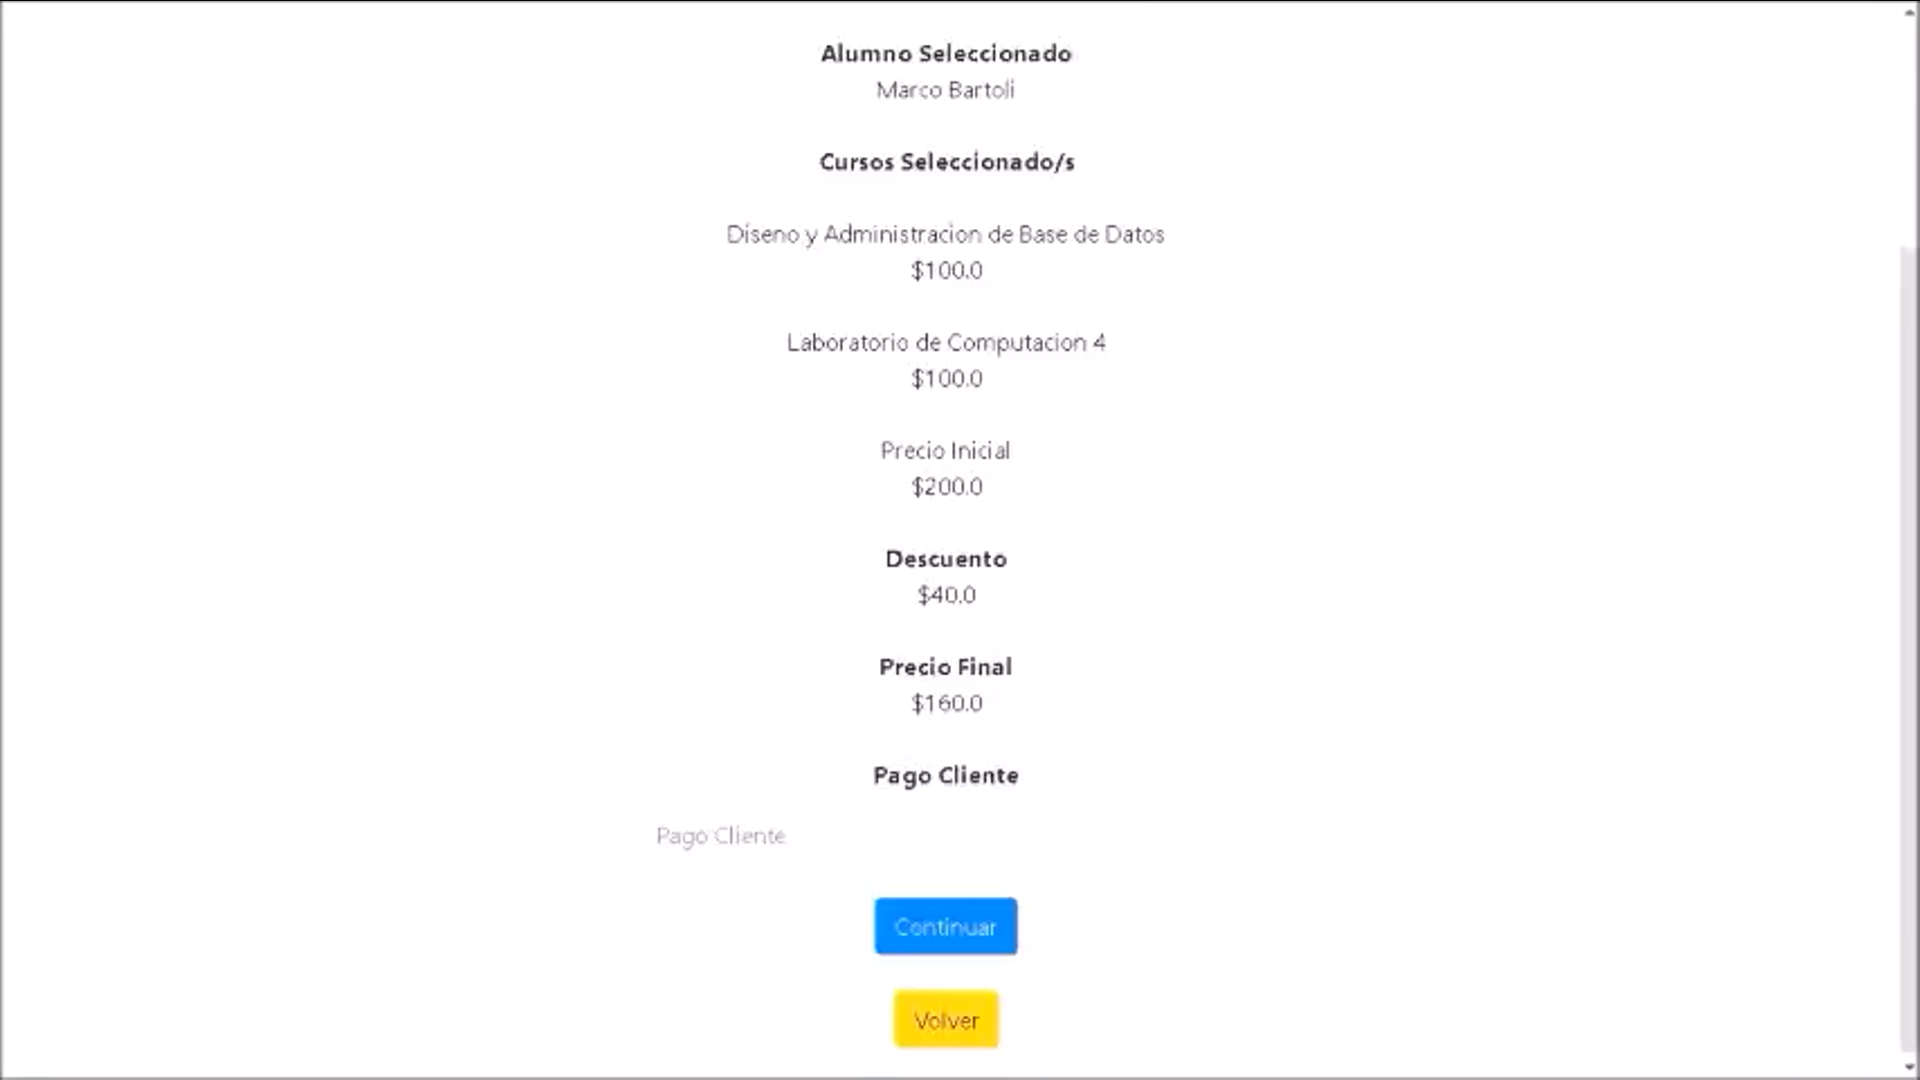 Alumno Seleccionado
Marco Bartoli
Cursos Seleccionado/s
Diseno y Administracion de Base de Datos
$100.0
Laboratorio de Computacion 4
$100.0
Precio Inicial
$200.0
Descuento
$40.0
Precio Final
$160.0
Pago Cliente
Pago Cliente
Continuar
Volver